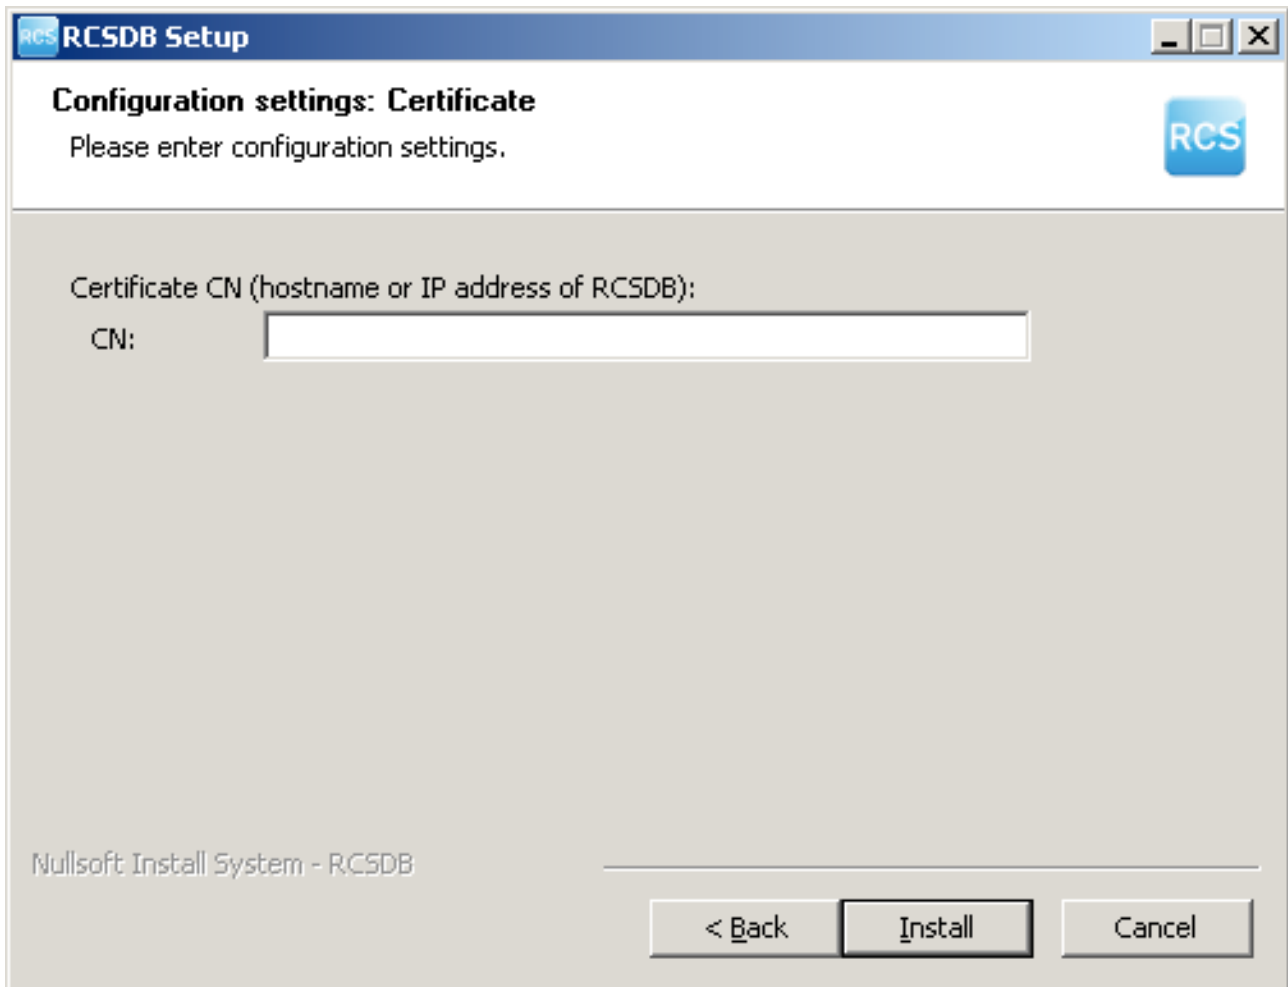 RCS RCSDB Setup
Configuration settings: Certificate
Please enter configuration settings.
RCS
Certificate CN (hostname or IP address of RCSDB):
CN:
Nullsoft Install System - RCSDB
< Back Install Cancel